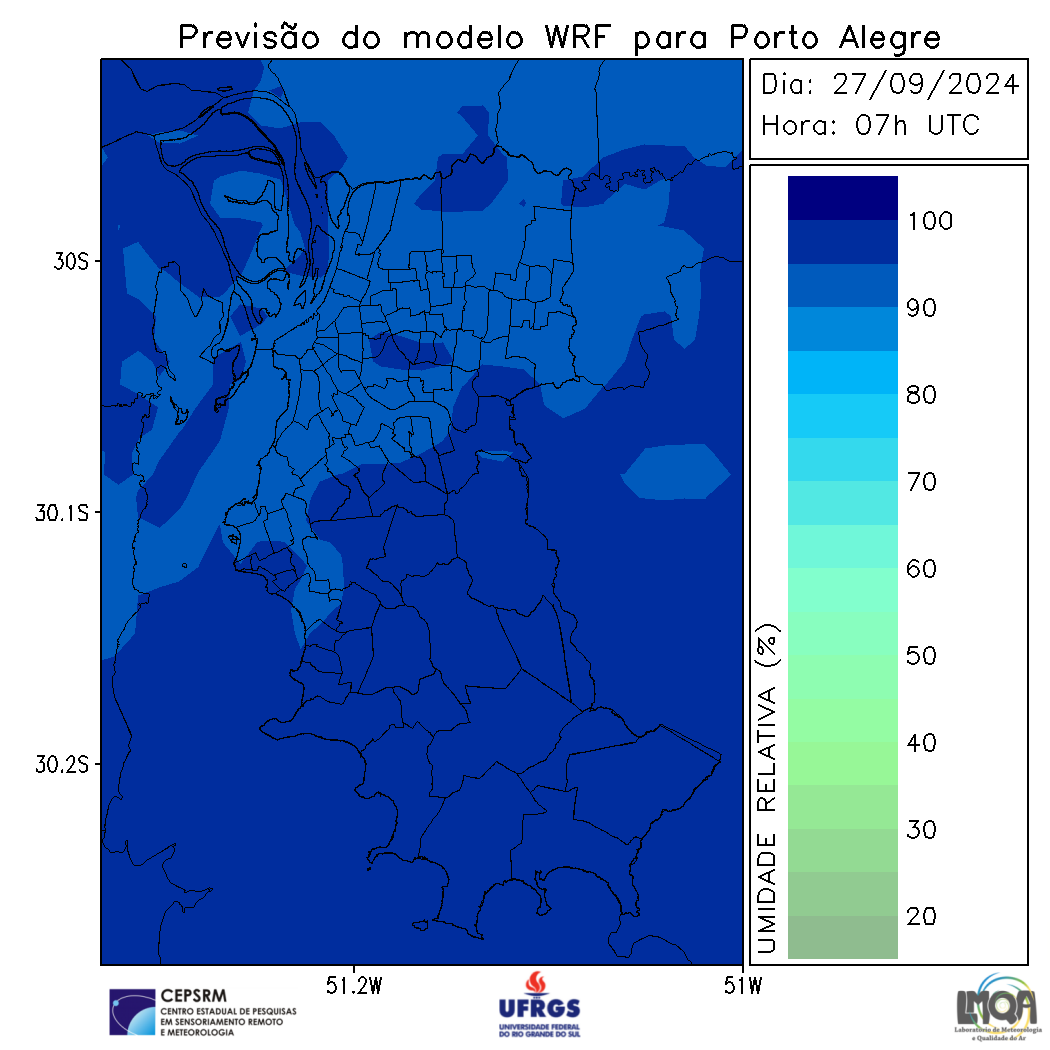 Previsão do modelo WRF para Porto Alegre
Dia: 27/09/2024
Hora: 07h UTC
100
90
80
70
60
50
40
30
20
UMIDADE RELATIVA (%)
30S
30.1S
30.2S
51.2W
51W
CEPSRM
CENTRO ESTADUAL DE PESQUISAS
EM SENSORIAMENTO REMOTO
E METEOROLOGIA
UFRGS
UNIVERSIDADE FEDERAL
DO RIO GRANDE DO SUL
LMQA
Laboratório de Meteorologia
e Qualidade do Ar